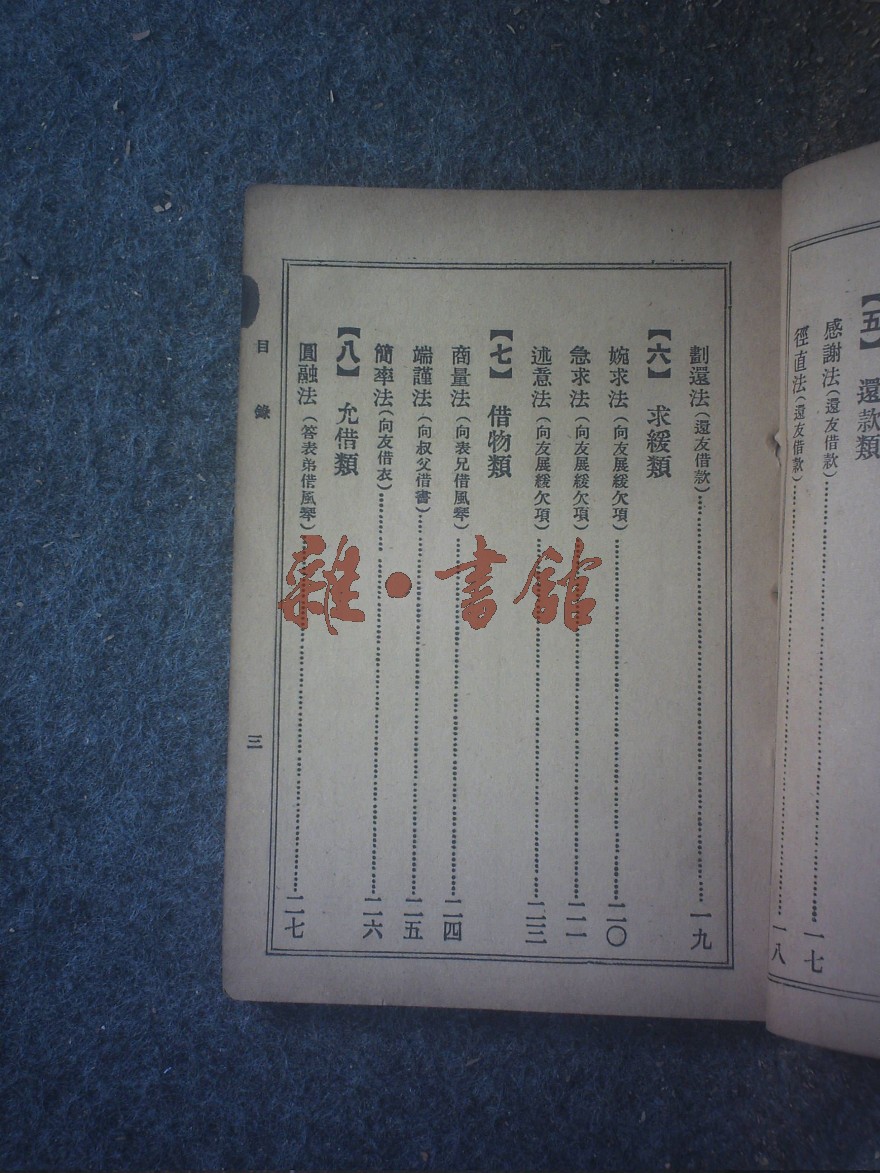 【五】 還款類
感謝法(還友借款)……一七
徑直法(還友借款)……一八
劃還法(還友借款)……一九
【六】 求緩類
婉求法(向友展緩欠項)……二〇
急求法(向友展緩欠項)……二一
述意法(向友展緩欠項)……二三
【七】 借物類
商量法(向表兄借風琴)……二四
端謹法(向叔父借書)……二五
簡率法(向友借衣)……二六
【八】 允借類
圓融法(答表弟借風琴)……二七
目錄
三
雜·書館